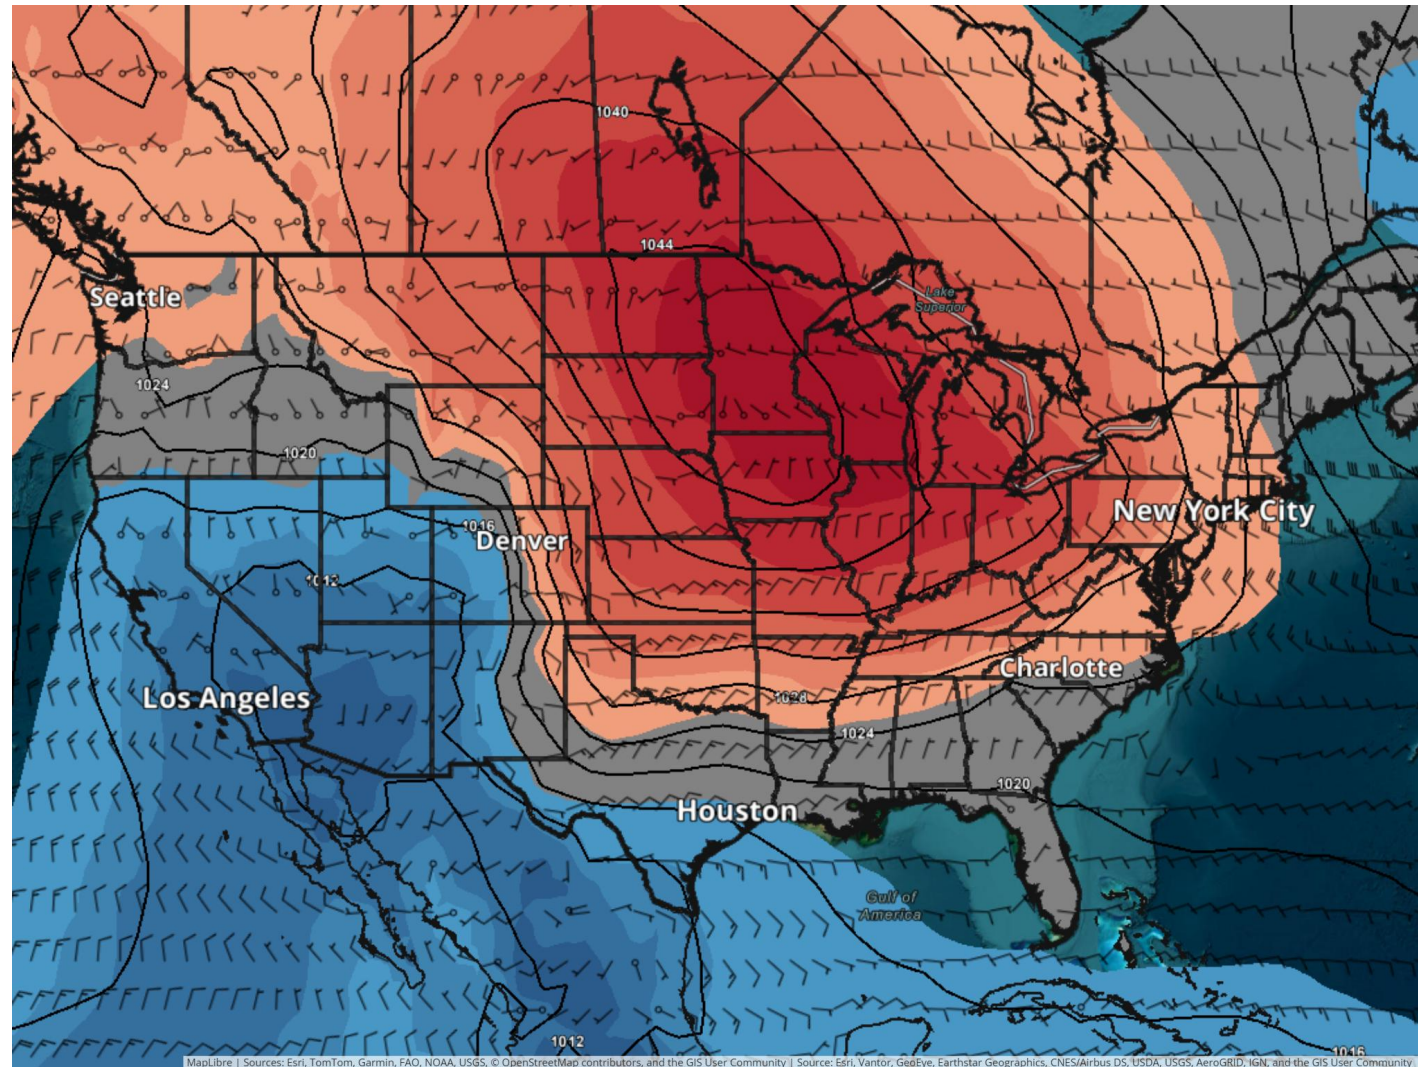 1040
1044
Seattle
Lake
Superior
1024
1020
1016
Denver
New York City
1012
Los Angeles
Charlotte
1028
1024
1020
Houston
Gulf of
America
1012
1016
MapLibre | Sources: Esri, TomTom, Garmin, FAO, NOAA, USGS, © OpenStreetMap contributors, and the GIS User Community | Source: Esri, Vantor, GeoEye, Earthstar Geographics, CNES/Airbus DS, USDA, USGS, AeroGRID, IGN, and the GIS User Community